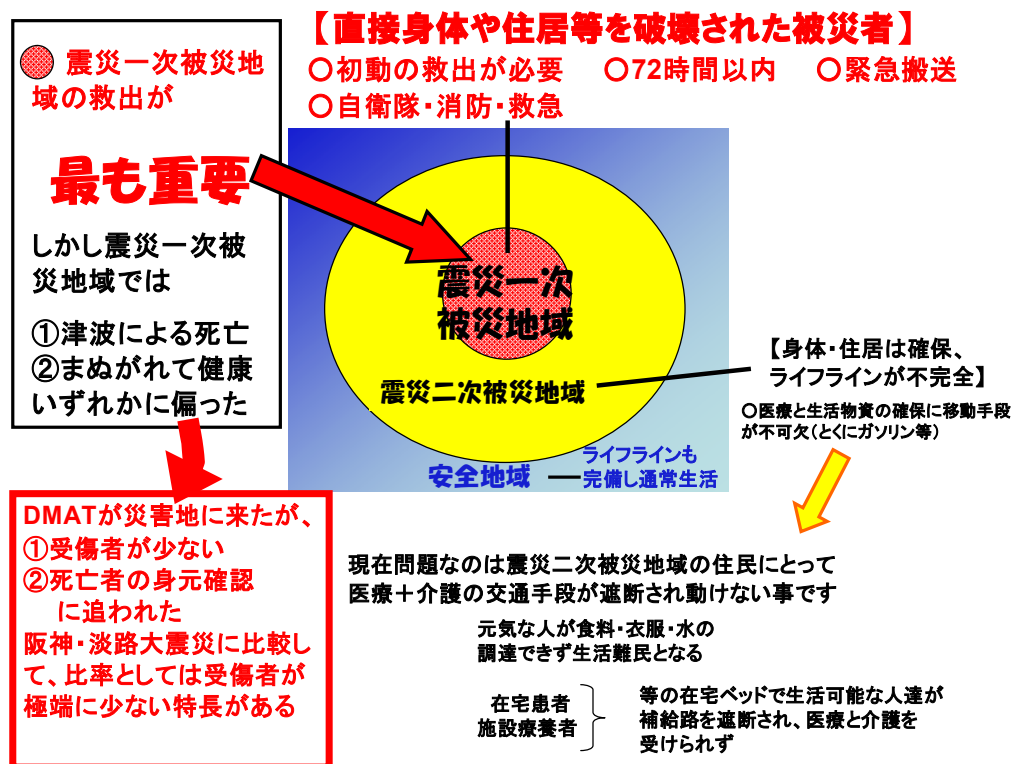 【直接身体や住居等を破壊された被災者】
○初動の救出が必要　○72時間以内　○緊急搬送
○自衛隊・消防・救急
震災一次被災地
域の救出が
最も重要
しかし震災一次被
災地域では
①津波による死亡
②まぬがれて健康
いずれかに偏った
震災一次
被災地域
震災二次被災地域
安全地域
ライフラインも
完備し通常生活
【身体・住居は確保、
ライフラインが不完全】
○医療と生活物資の確保に移動手段
が不可欠(とくにガソリン等)
DMATが災害地に来たが、
①受傷者が少ない
②死亡者の身元確認
に追われた
阪神・淡路大震災に比較し
て、比率としては受傷者が
極端に少ない特長がある
現在問題なのは震災二次被災地域の住民にとって
医療＋介護の交通手段が遮断され動けない事です
元気な人が食料・衣服・水の
調達できず生活難民となる
在宅患者
施設療養者
等の在宅ベッドで生活可能な人達が
補給路を遮断され、医療と介護を
受けられず